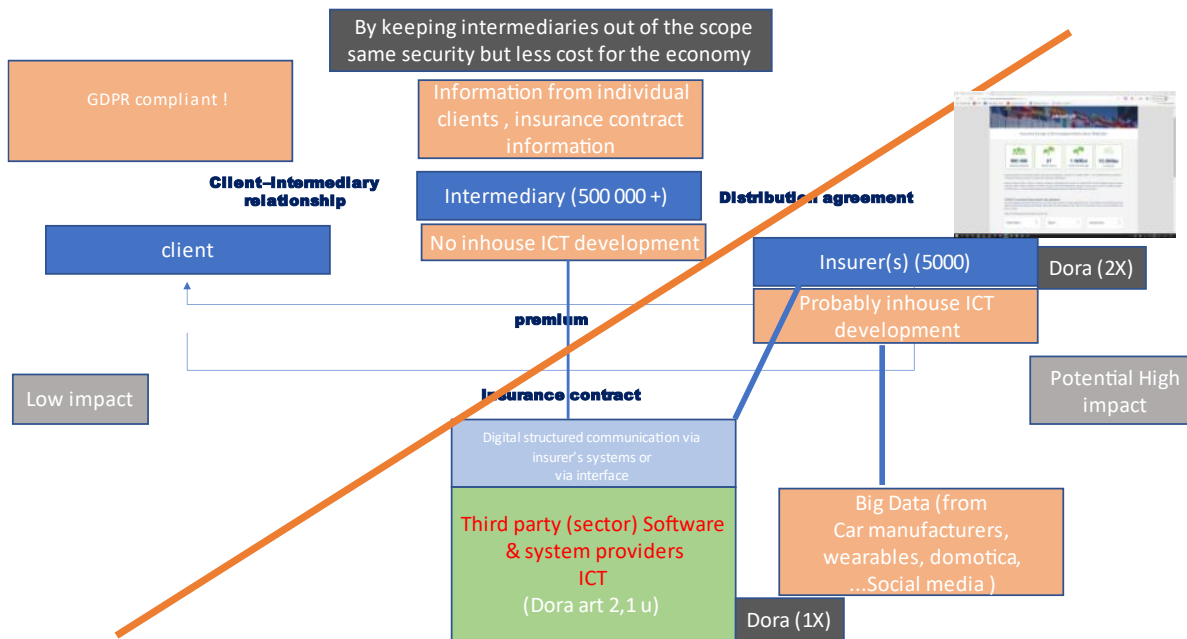 By keeping intermediaries out of the scope
same security but less cost for the economy
GDPR compliant !
Information from individual
clients , insurance contract
information
Client–intermediary
relationship
Intermediary (500 000 +)
Distribution agreement
No inhouse ICT development
client
Insurer(s) (5000)
Dora (2X)
Probably inhouse ICT
development
premium
Low impact
Potential High
impact
Insurance contract
Digital structured communication via
insurer's systems or
via interface
Third party (sector) Software
& system providers
ICT
(Dora art 2,1 u)
Big Data (from
Car manufacturers,
wearables, domotica,
...Social media )
Dora (1X)